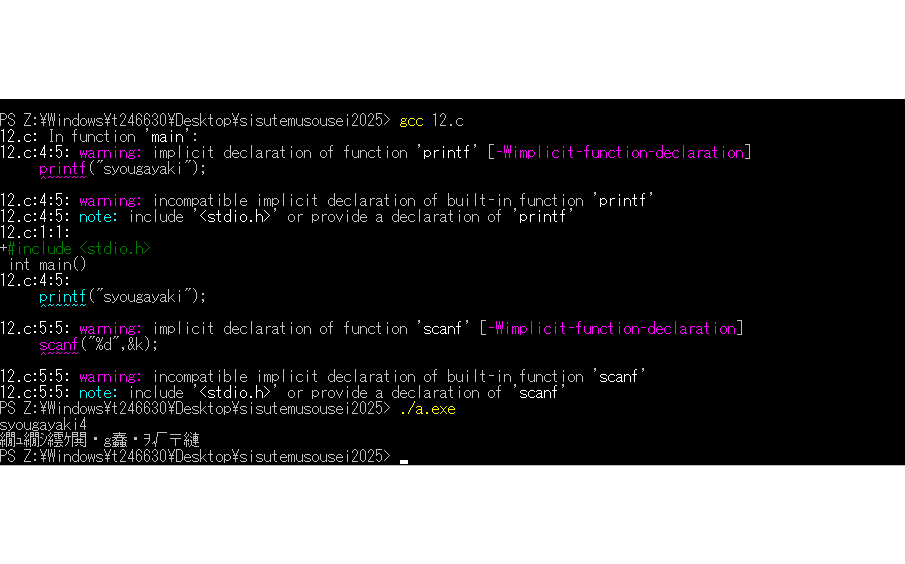 PS Z:¥Windows¥t246630¥Desktop¥sisutemusousei2025> gcc 12.c
12.c: In function 'main':
12.c:4:5: warning: implicit declaration of function 'printf' [-Wimplicit-function-declaration]
printf("syougayaki");
^~~~~~
12.c:4:5: warning: incompatible implicit declaration of built-in function 'printf'
12.c:4:5: note: include '<stdio.h>' or provide a declaration of 'printf'
12.c:1:1:
+#include <stdio.h>
int main()
12.c:4:5:
printf("syougayaki");
^~~~~~
12.c:5:5: warning: implicit declaration of function 'scanf' [-Wimplicit-function-declaration]
scanf("%d",&k);
^~~~~
12.c:5:5: warning: incompatible implicit declaration of built-in function 'scanf'
12.c:5:5: note: include '<stdio.h>' or provide a declaration of 'scanf'
PS Z:¥Windows¥t246630¥Desktop¥sisutemusousei2025> ./a.exe
syougayaki4
PS Z:¥Windows¥t246630¥Desktop¥sisutemusousei2025>